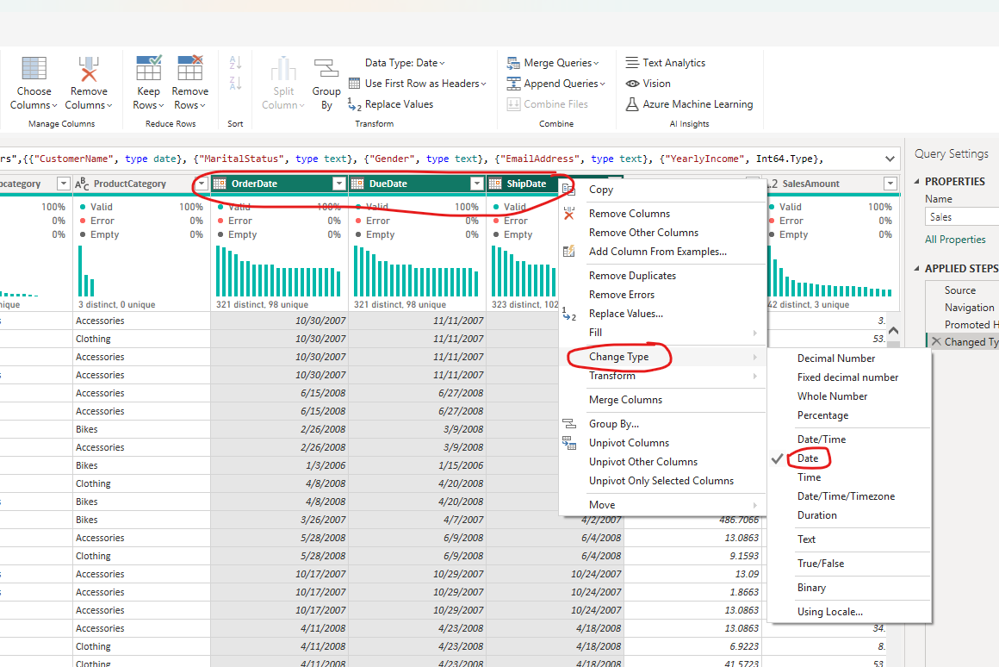 Choose Columns
Remove Columns
Keep Rows
Remove Rows
Split Column
Group By
Data Type: Date
Use First Row as Headers
Replace Values
Merge Queries
Append Queries
Combine Files
Text Analytics
Vision
Azure Machine Learning
Manage Columns
Reduce Rows
Sort
Transform
Combine
AI Insights
rs",{{"CustomerName", type date}, {"MaritalStatus", type text}, {"Gender", type text}, {"EmailAddress", type text}, {"YearlyIncome", Int64.Type},
Query Settings
bcategory
ProductCategory
OrderDate
DueDate
ShipDate
.2 SalesAmount
100% Valid 100% Valid 100% Valid 100% Valid Valid 100%
0% Error 0% Error 0% Error 0% Error Error 0%
0% Empty 0% Empty 0% Empty 0% Empty Empty 0%
nique 3 distinct, 0 unique 321 distinct, 98 unique 321 distinct, 98 unique 323 distinct, 102 42 distinct, 3 unique
Accessories 10/30/2007 11/11/2007 3.
Clothing 10/30/2007 11/11/2007 53.
Accessories 10/30/2007 11/11/2007
Accessories 10/30/2007 11/11/2007
Accessories 6/15/2008 6/27/2008
Accessories 6/15/2008 6/27/2008
Bikes 2/26/2008 3/9/2008
Accessories 2/26/2008 3/9/2008
Bikes 1/3/2006 1/15/2006
Clothing 4/8/2008 4/20/2008
Bikes 4/8/2008 4/20/2008
Bikes 3/26/2007 4/7/2007 4/2/2007 486.7066
Accessories 5/28/2008 6/9/2008 6/4/2008 13.0863
Clothing 5/28/2008 6/9/2008 6/4/2008 9.1593
Accessories 10/17/2007 10/29/2007 10/24/2007 13.09
Accessories 10/17/2007 10/29/2007 10/24/2007 1.8663
Accessories 10/17/2007 10/29/2007 10/24/2007 13.0863
Accessories 4/11/2008 4/23/2008 4/18/2008 13.0863 34.
Clothing 4/11/2008 4/23/2008 4/18/2008 6.9223 8.
Clothing 4/11/2008 4/23/2008 4/18/2008 41.5723 53.
Copy
Remove Columns
Remove Other Columns
Add Column From Examples...
Remove Duplicates
Remove Errors
Replace Values...
Fill
Change Type
Transform
Merge Columns
Group By...
Unpivot Columns
Unpivot Other Columns
Unpivot Only Selected Columns
Move
Decimal Number
Fixed decimal number
Whole Number
Percentage
Date/Time
Date
Time
Date/Time/Timezone
Duration
Text
True/False
Binary
Using Locale...
PROPERTIES
Name
Sales
All Properties
APPLIED STEPS
Source
Navigation
Promoted H
Changed Ty